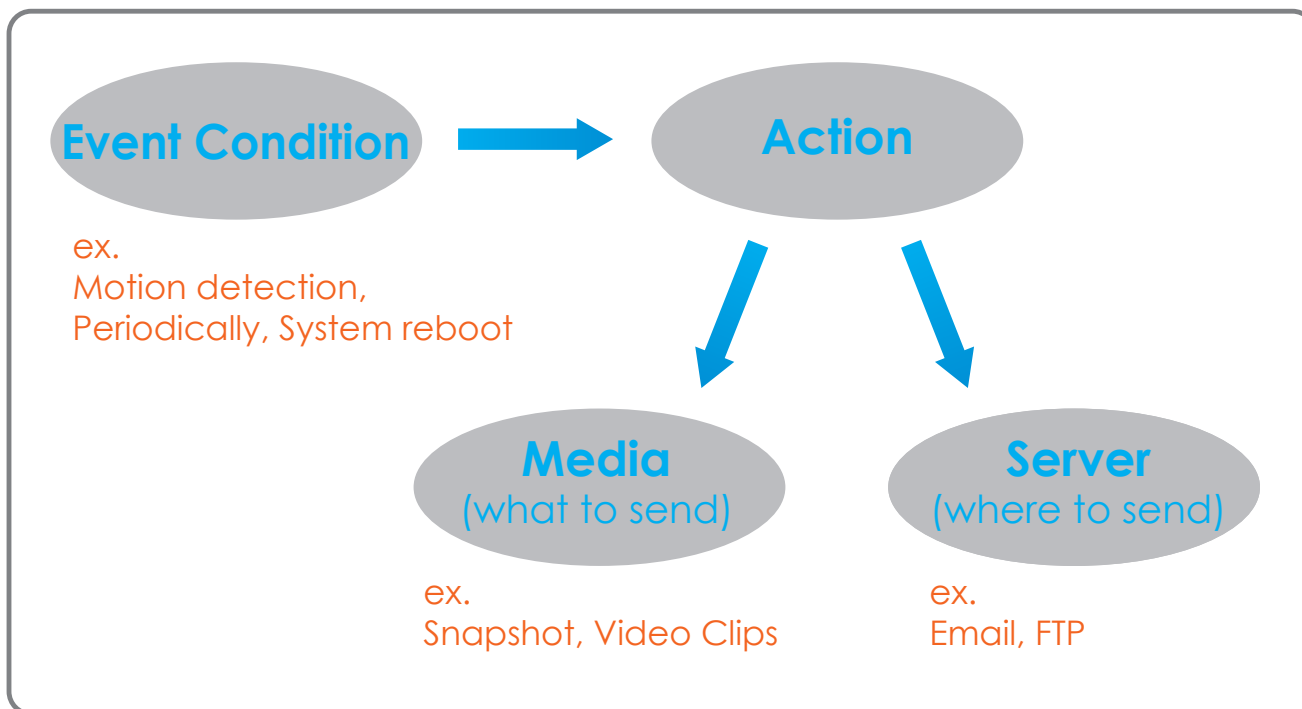 Event Condition
Action
ex.
Motion detection,
Periodically, System reboot
Media
(what to send)
ex.
Snapshot, Video Clips
Server
(where to send)
ex.
Email, FTP